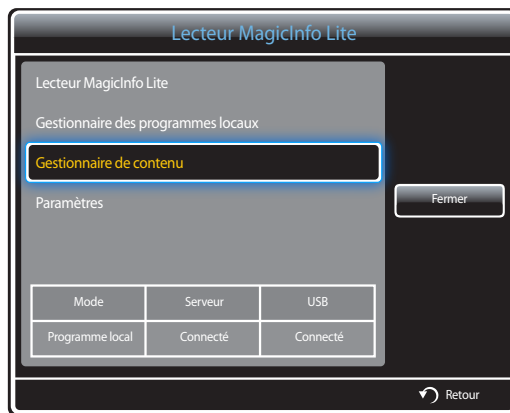 Lecteur MagicInfo Lite
Lecteur MagicInfo Lite
Gestionnaire des programmes locaux
Gestionnaire de contenu
Paramètres
Fermer
Mode Serveur USB
Programme local Connecté Connecté
Retour